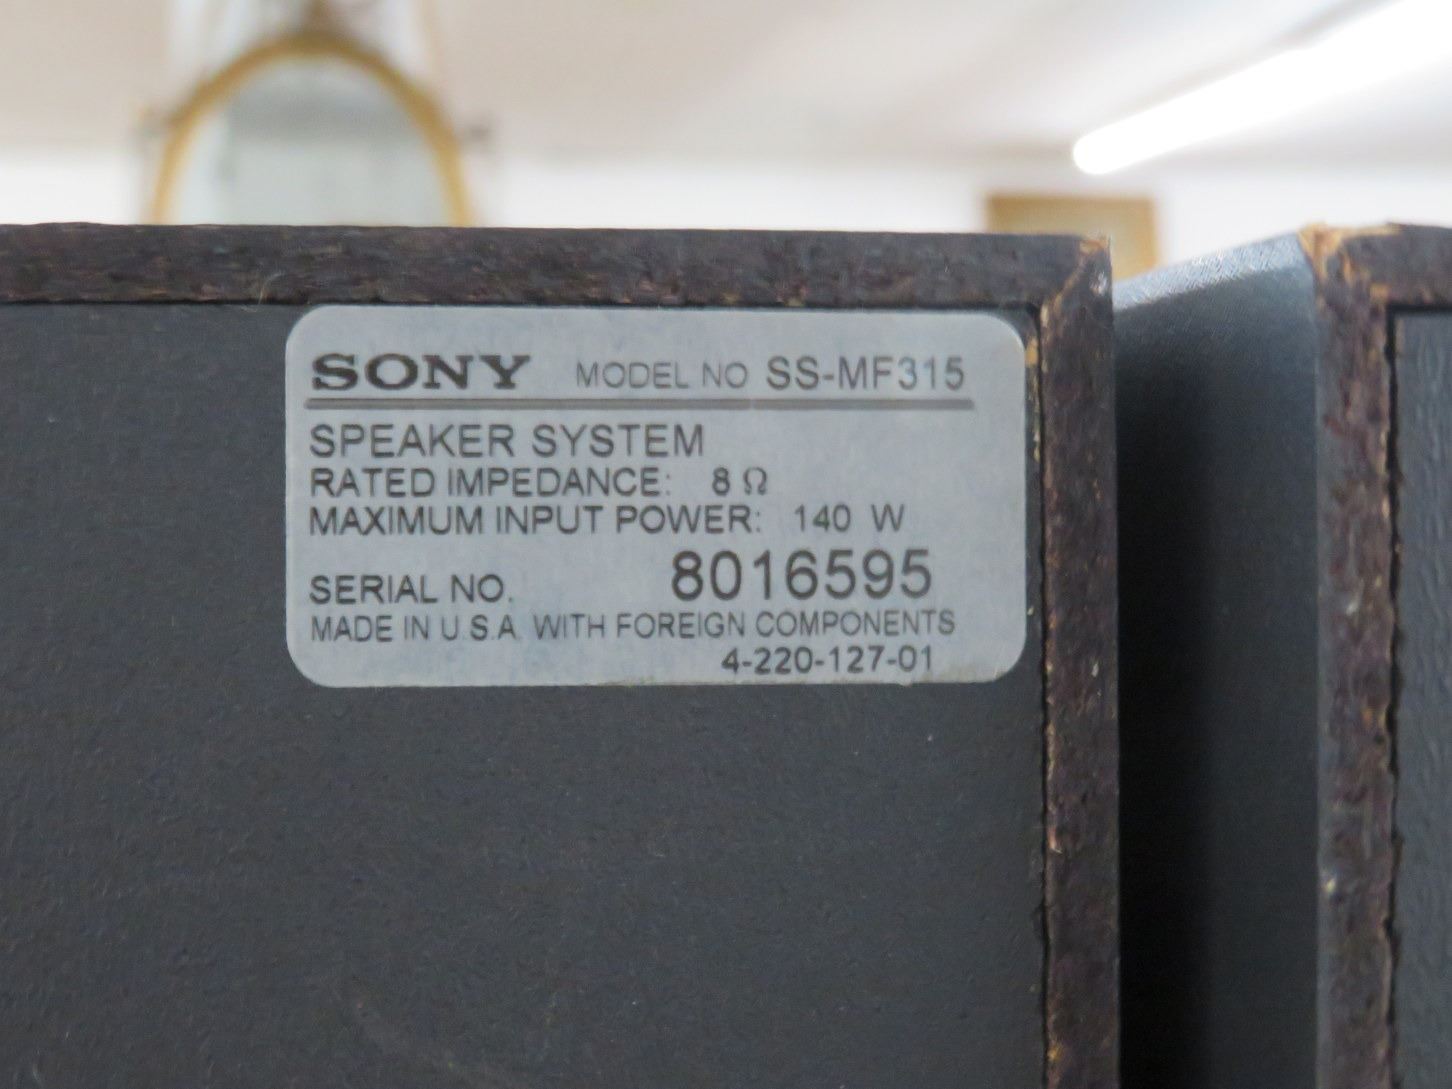 SONY MODEL NO SS-MF315
SPEAKER SYSTEM
RATED IMPEDANCE: 8 Ω
MAXIMUM INPUT POWER: 140 W
SERIAL NO. 8016595
MADE IN U.S.A. WITH FOREIGN COMPONENTS
4-220-127-01